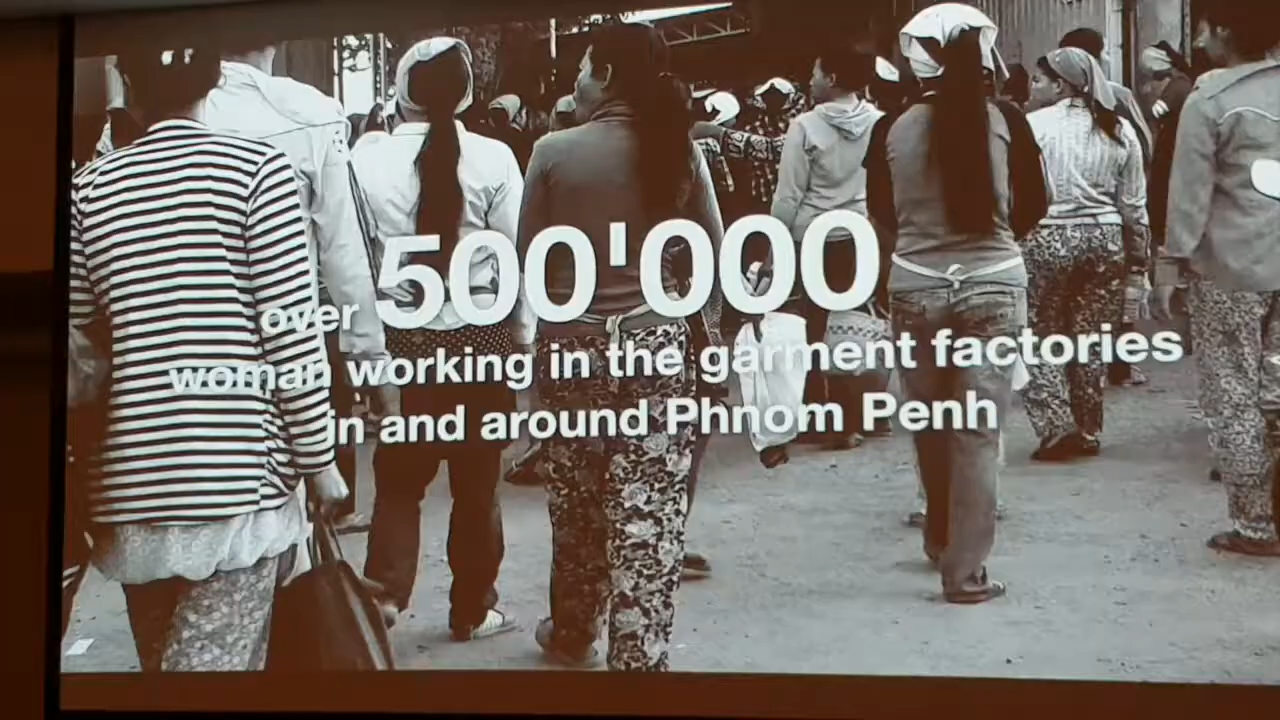 over 500'000
woman working in the garment factories
in and around Phnom Penh